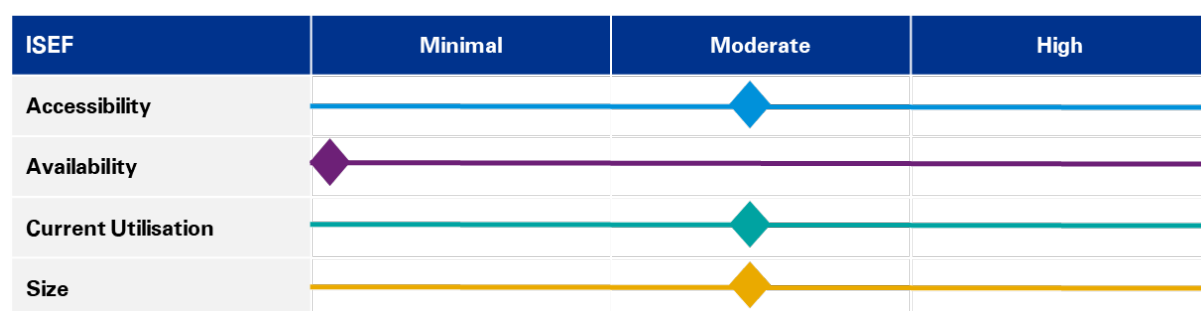 ISEF Minimal Moderate High
Accessibility
Availability
Current Utilisation
Size